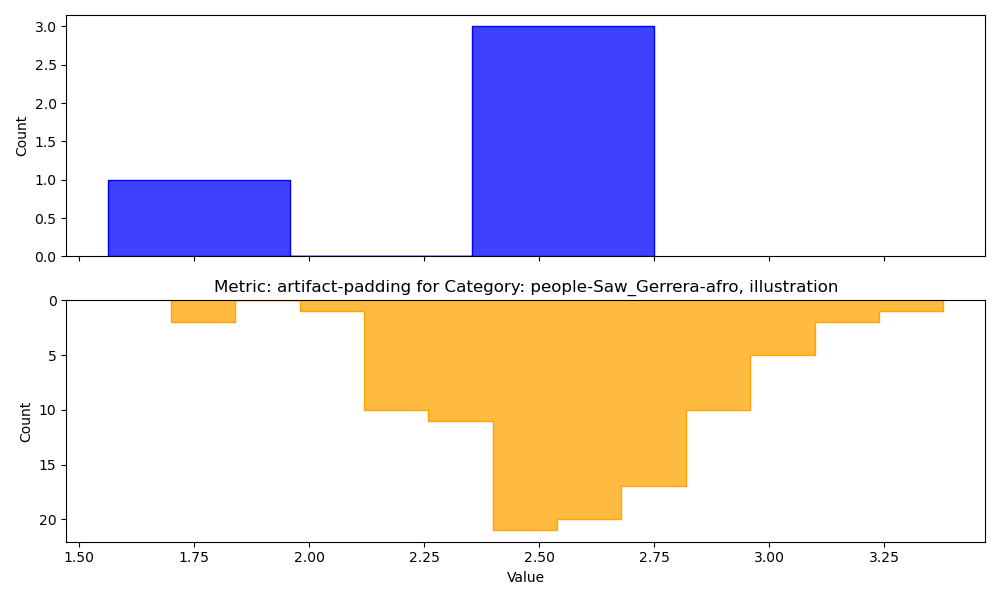 3.0
2.5
2.0
1.5
1.0
0.5
0.0
Count
Metric: artifact-padding for Category: people-Saw_Gerrera-afro, illustration
0
5
10
15
20
Count
1.50 1.75 2.00 2.25 2.50 2.75 3.00 3.25
Value